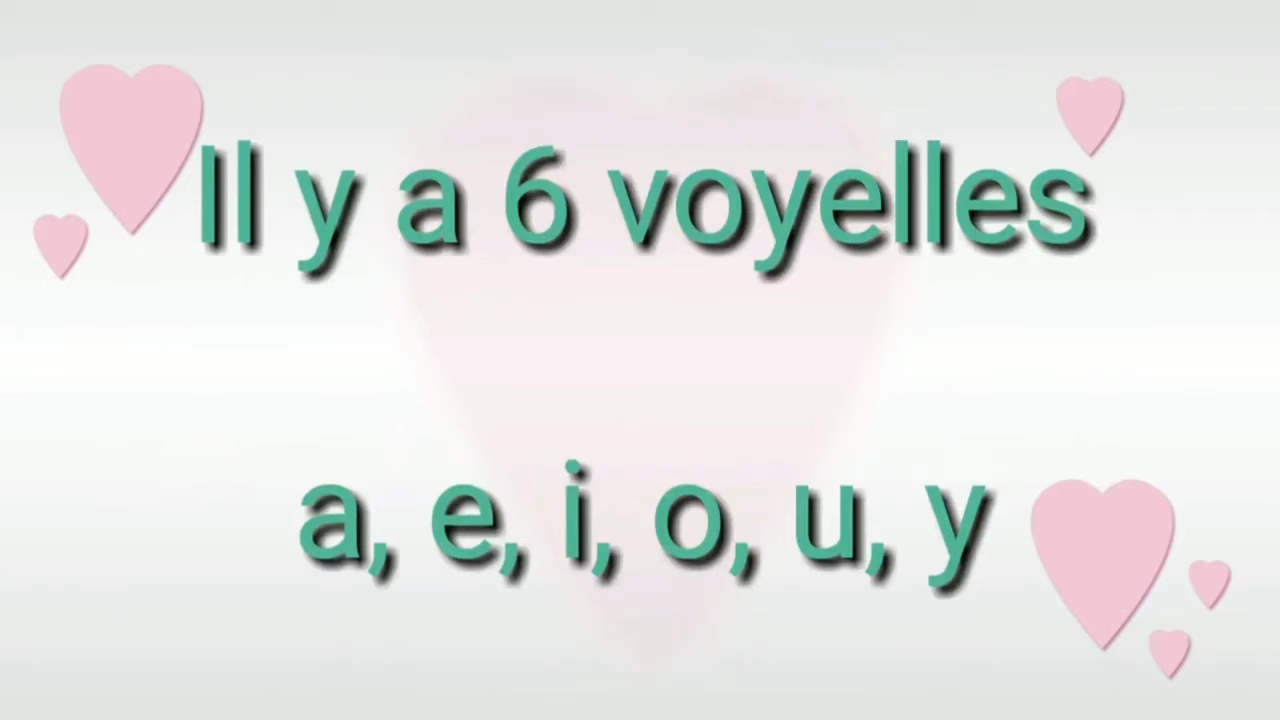 Il y a 6 voyelles
a, e, i, o, u, y